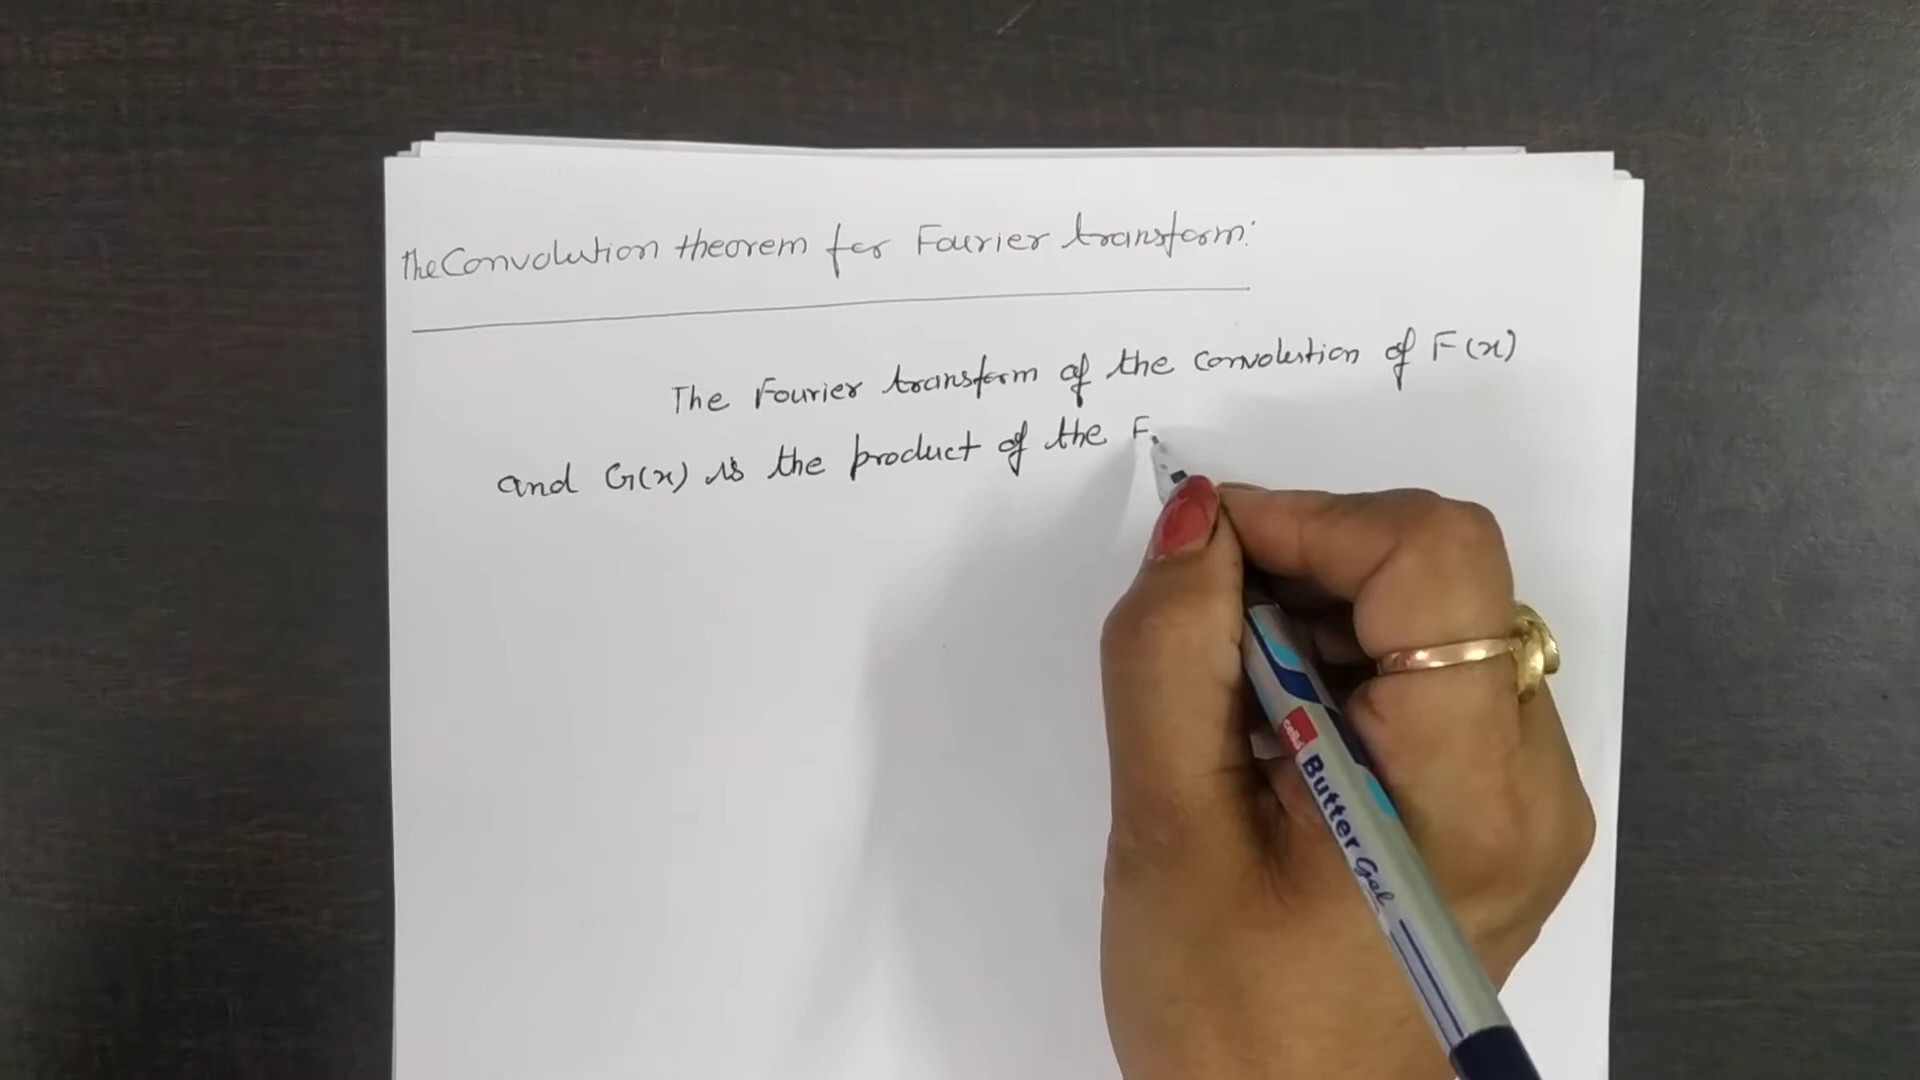 The Convolution theorem for Fourier transform:
The Fourier transform of the convolution of F(x)
and G(x) is the product of the F
cello
Butter Gel